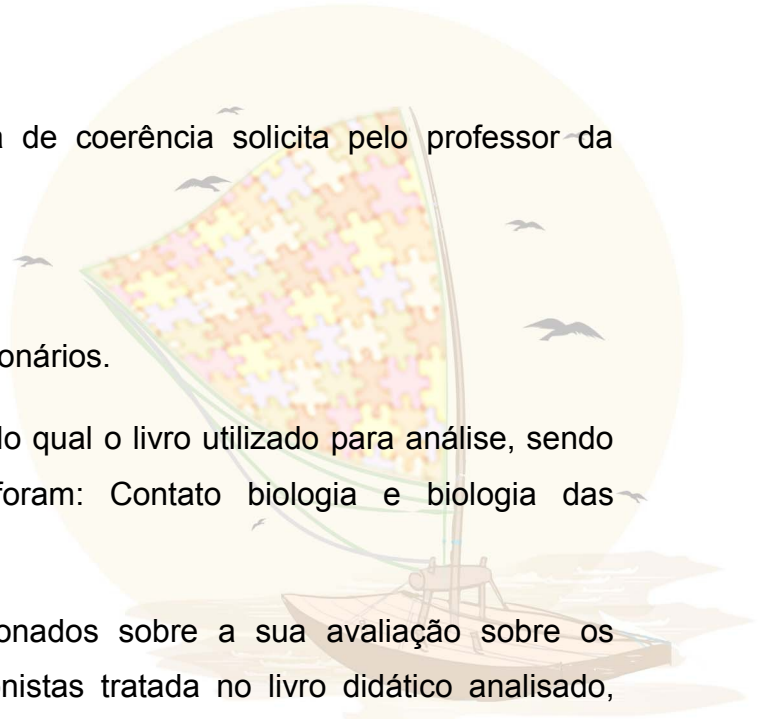 de coerência solicita pelo professor da
onários.
lo qual o livro utilizado para análise, sendo
foram: Contato biologia e biologia das
onados sobre a sua avaliação sobre os
nistas tratada no livro didático analisado,